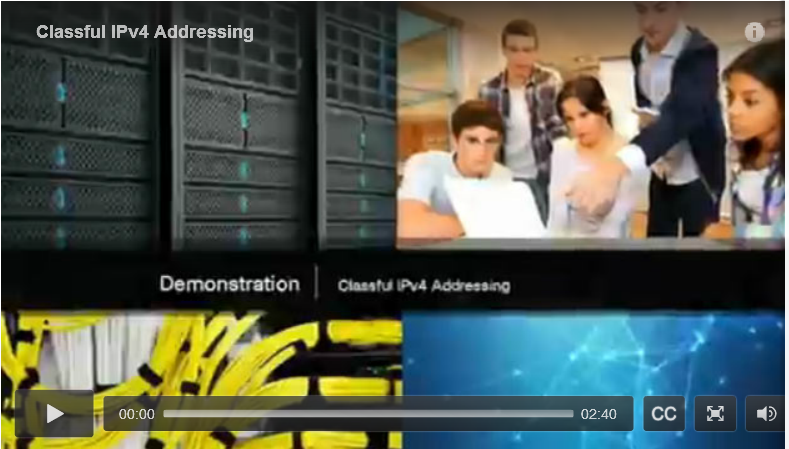 Classful IPv4 Addressing
i
Demonstration | Classful IPv4 Addressing
00:00 02:40 CC